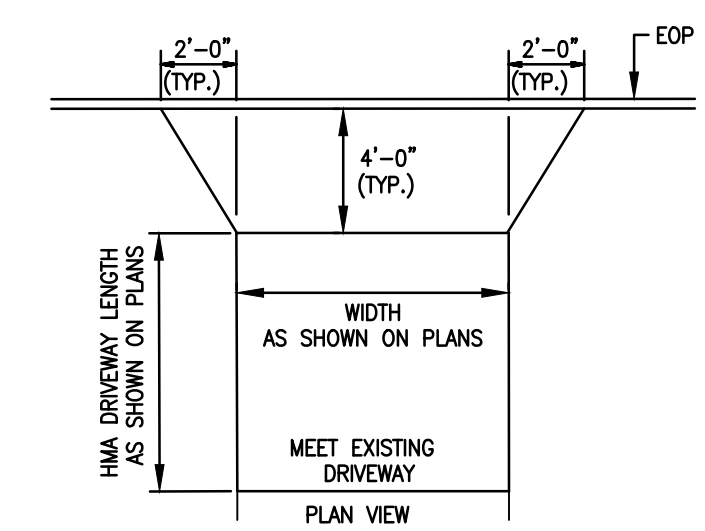 2'-0"
(TYP.)
2'-0"
(TYP.)
EOP
4'-0"
(TYP.)
HMA DRIVEWAY LENGTH
AS SHOWN ON PLANS
WIDTH
AS SHOWN ON PLANS
MEET EXISTING
DRIVEWAY
PLAN VIEW